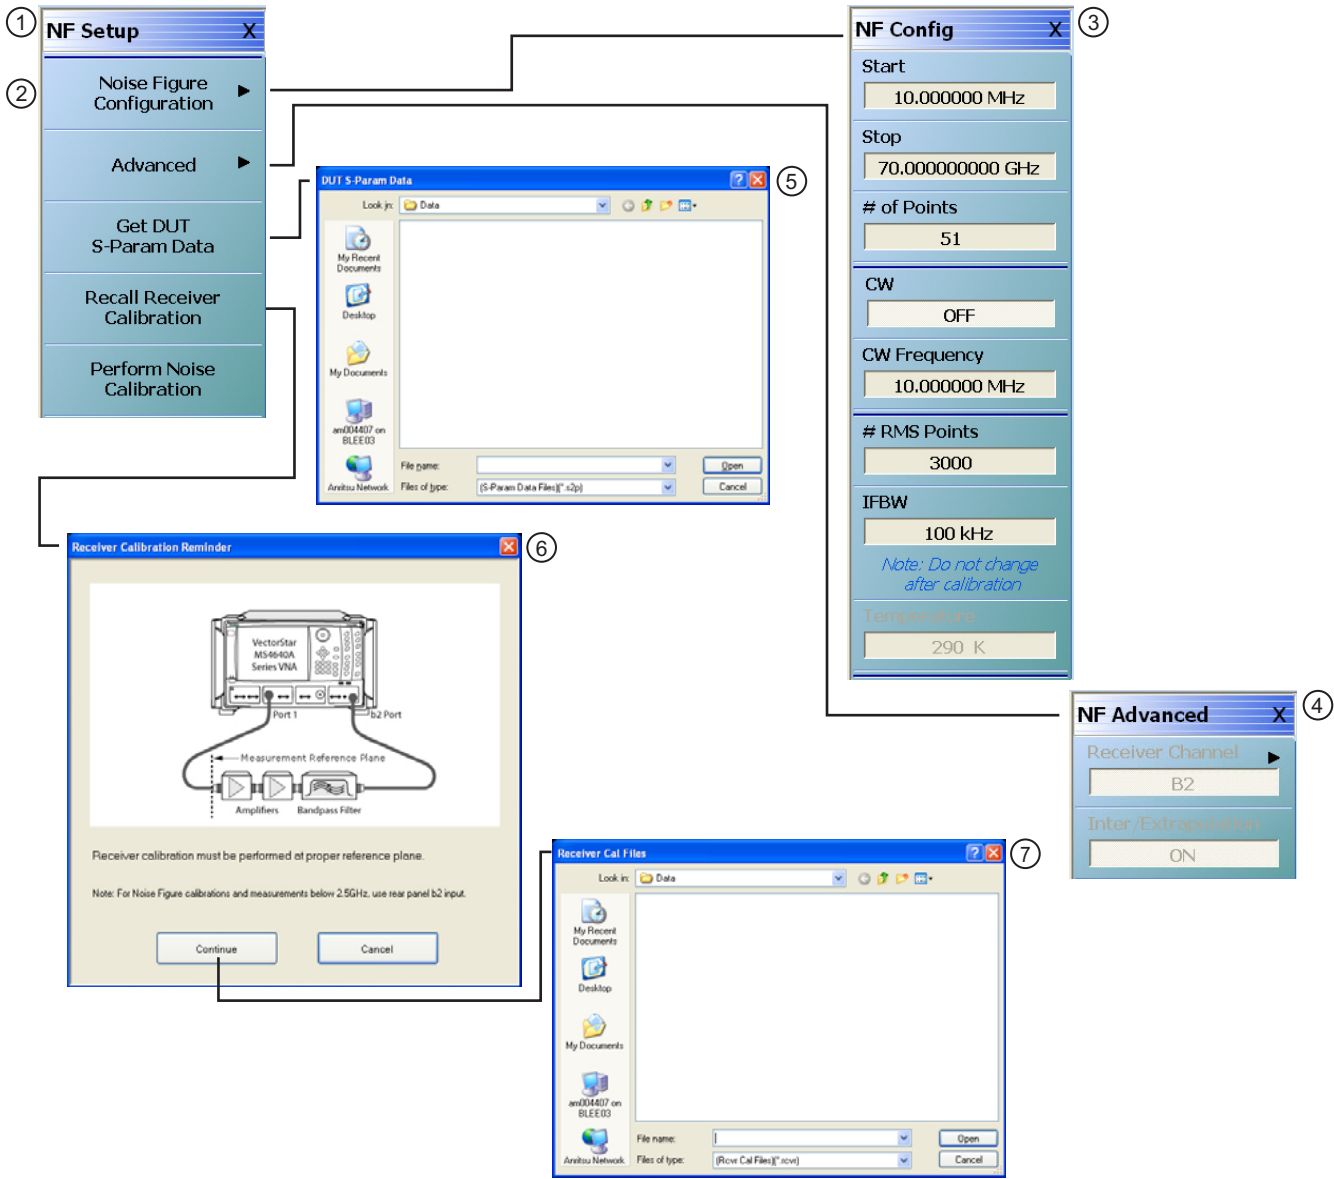 1
NF Setup X
2
Noise Figure
Configuration
Advanced
Get DUT
S-Param Data
Recall Receiver
Calibration
Perform Noise
Calibration
NF Config X
3
Start
10.000000 MHz
Stop
70.000000000 GHz
# of Points
51
CW
OFF
CW Frequency
10.000000 MHz
# RMS Points
3000
IFBW
100 kHz
Note: Do not change
after calibration
Temperature
290 K
NF Advanced X
4
Receiver Channel
B2
Inter/Extrapolation
ON
DUT S-Param Data
5
Look in: Data
My Recent
Documents
Desktop
My Documents
am004407 on
BLEE03
Anritsu Network
File name:
Open
Files of type: (S-Param Data Files)(*.s2p)
Cancel
Receiver Calibration Reminder
6
VectorStar
MS4640A
Series VNA
Port 1
b2 Port
Measurement Reference Plane
Amplifiers
Bandpass Filter
Receiver calibration must be performed at proper reference plane.
Note: For Noise Figure calibrations and measurements below 2.5GHz, use rear panel b2 input.
Continue
Cancel
Receiver Cal Files
7
Look in: Data
My Recent
Documents
Desktop
My Documents
am004407 on
BLEE03
Anritsu Network
File name:
Open
Files of type: (Rcvr Cal Files)(*.rcvr)
Cancel